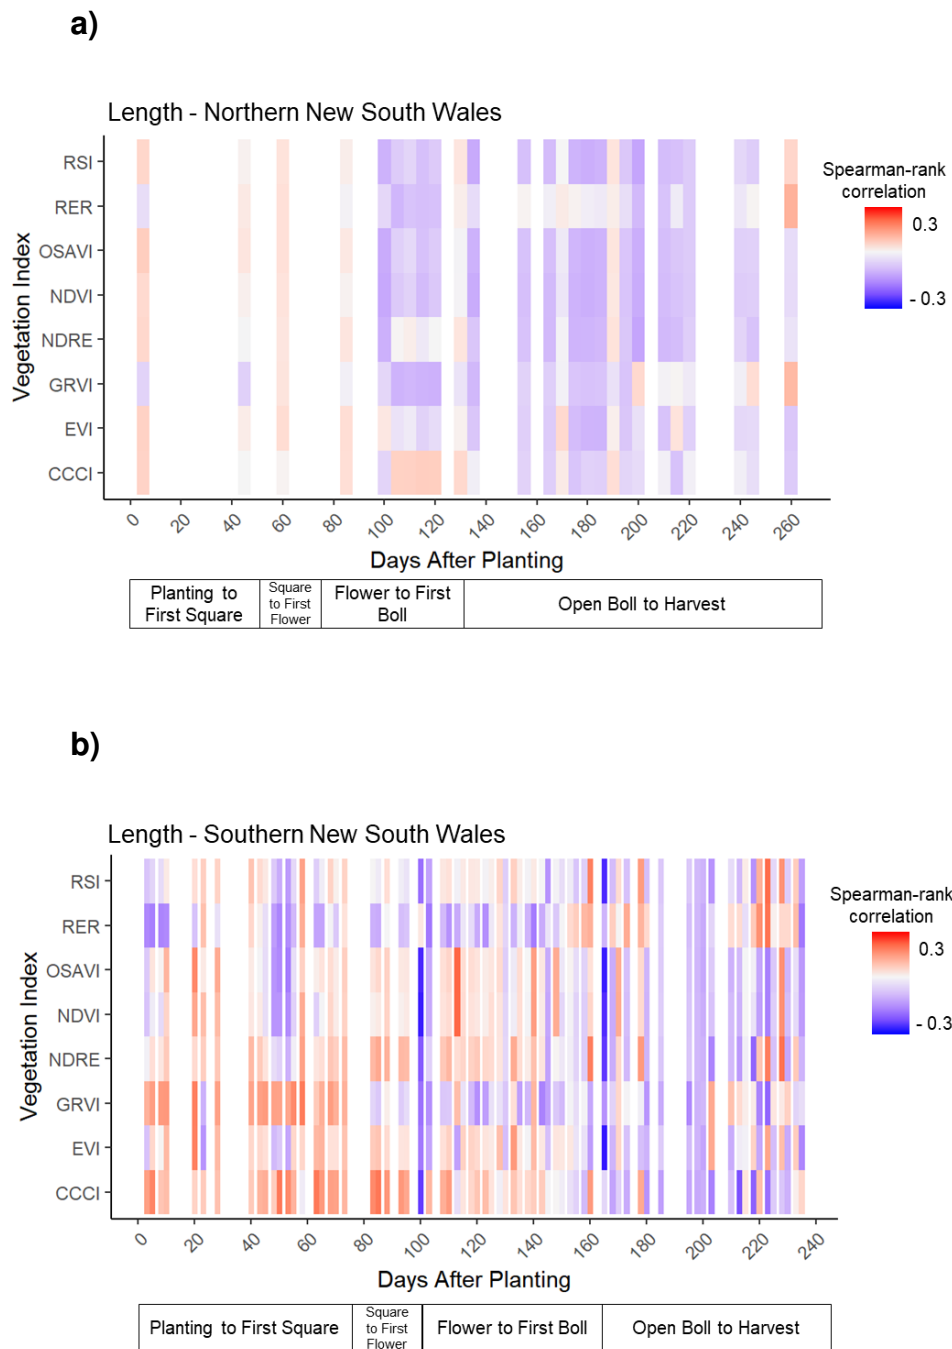 a)
Length - Northern New South Wales
Spearman-rank
correlation
0.3
- 0.3
Vegetation Index
RSI
RER
OSAVI
NDVI
NDRE
GRVI
EVI
CCCI
0 20 40 60 80 100 120 140 160 180 200 220 240 260
Days After Planting
Planting to
First Square
Square
to First
Flower
Flower to First
Boll
Open Boll to Harvest
b)
Length - Southern New South Wales
Spearman-rank
correlation
0.3
- 0.3
Vegetation Index
RSI
RER
OSAVI
NDVI
NDRE
GRVI
EVI
CCCI
0 20 40 60 80 100 120 140 160 180 200 220 240
Days After Planting
Planting to First Square
Square
to First
Flower
Flower to First Boll
Open Boll to Harvest